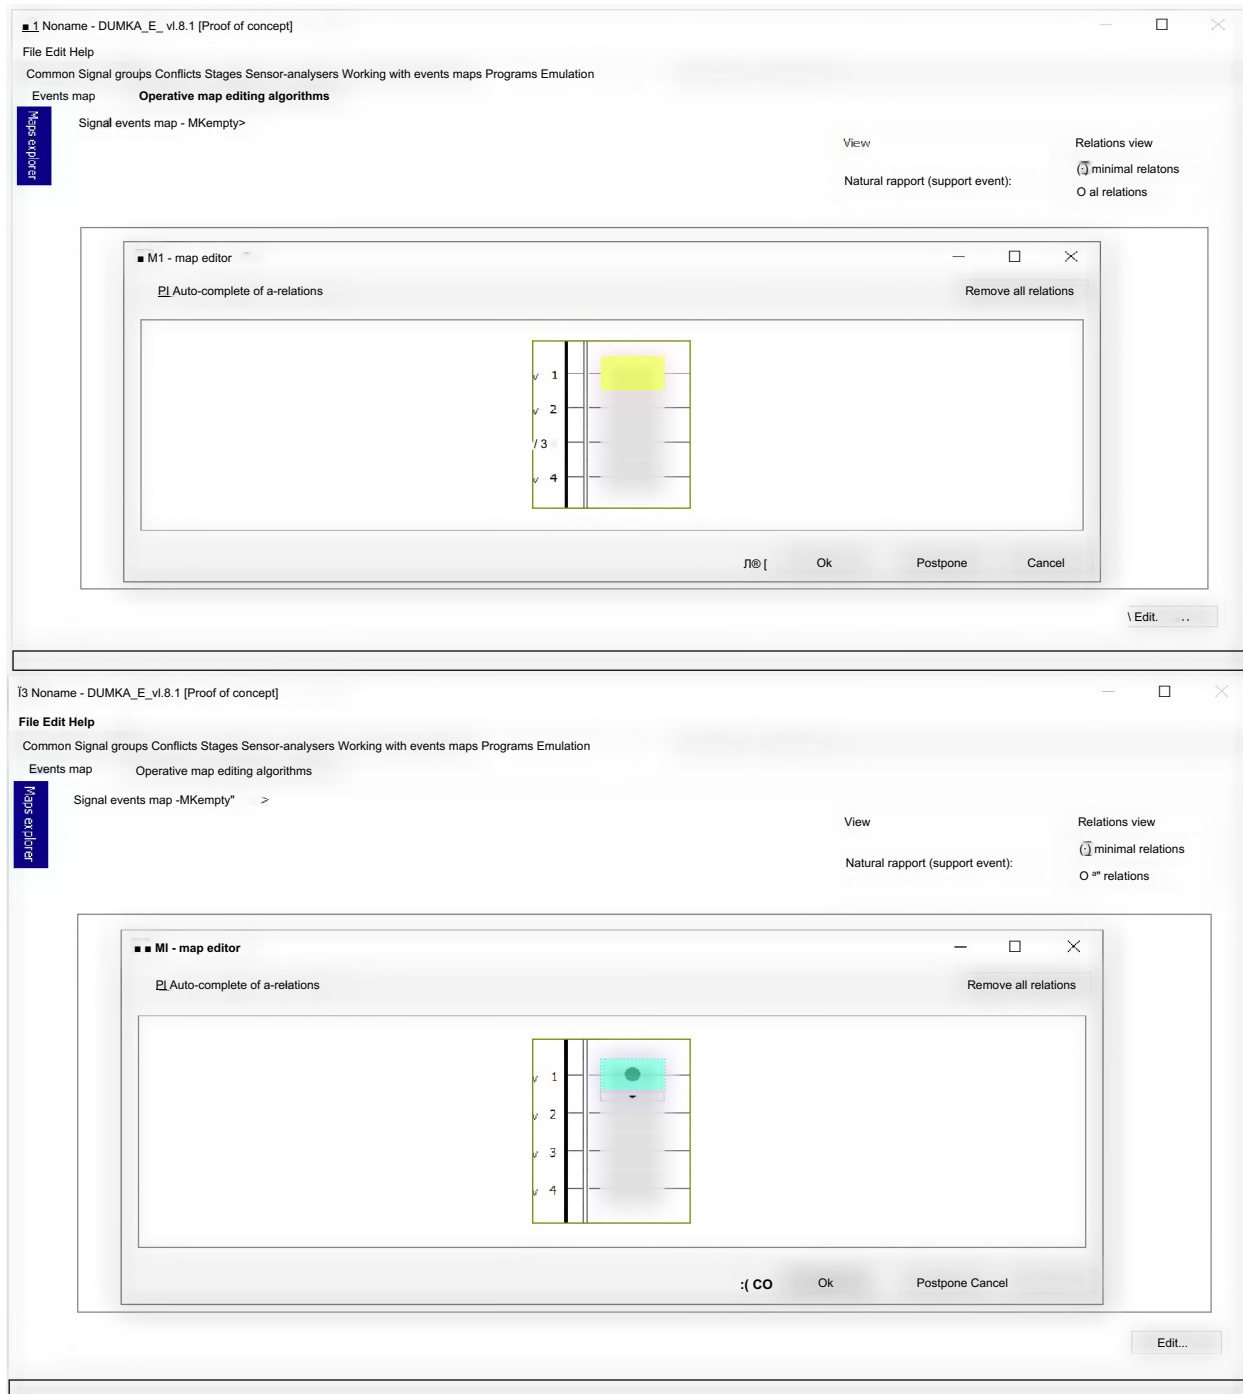 ■ 1 Noname - DUMKA_E_ vl.8.1 [Proof of concept]
File Edit Help
Common Signal groups Conflicts Stages Sensor-analysers Working with events maps Programs Emulation
Events map Operative map editing algorithms
Maps explorer
Signal events map - MKempty>
View
Relations view
(·) minimal relatons
Natural rapport (support event):
O al relations
■ M1 - map editor
PI Auto-complete of a-relations
Remove all relations
v 1
v 2
/ 3
v 4
Л® [ Ok Postpone Cancel
\ Edit. . .
Ï3 Noname - DUMKA_E_vl.8.1 [Proof of concept]
File Edit Help
Common Signal groups Conflicts Stages Sensor-analysers Working with events maps Programs Emulation
Events map Operative map editing algorithms
Maps explorer
Signal events map -MKempty" >
View
Relations view
(·) minimal relations
Natural rapport (support event):
O ª" relations
■ ■ MI - map editor
PI Auto-complete of a-relations
Remove all relations
v 1
v 2
v 3
v 4
:( CO Ok Postpone Cancel
Edit...